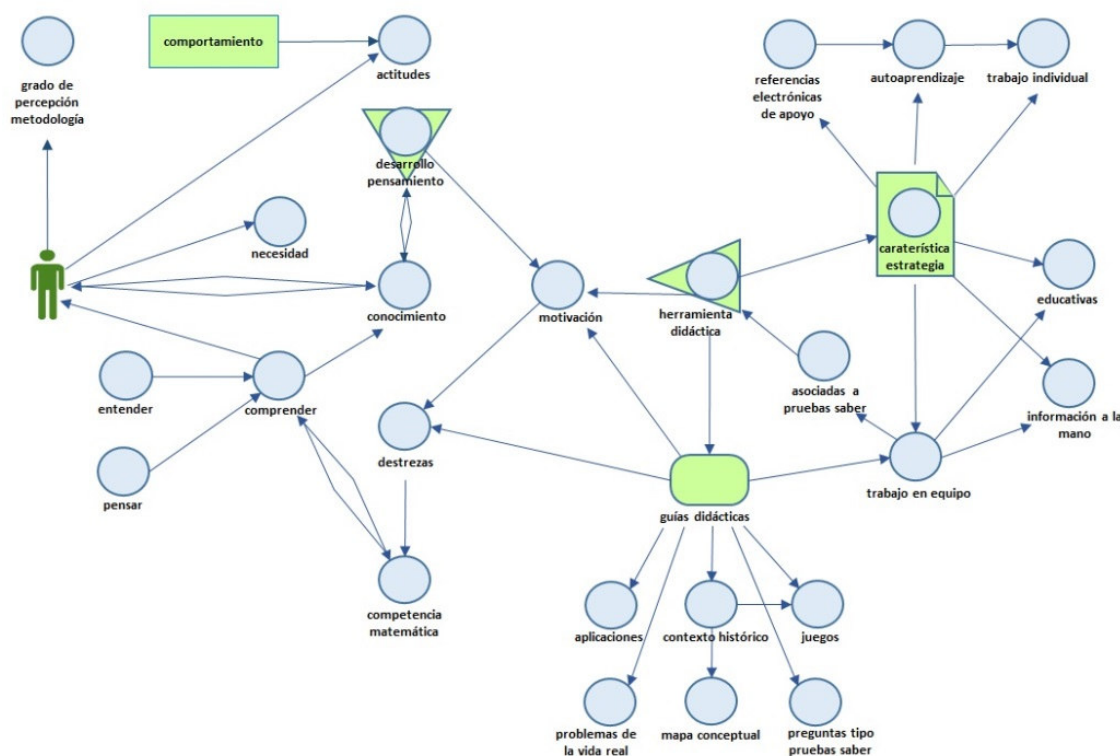 comportamiento
actitudes
grado de
percepción
metodología
referencias
electrónicas
de apoyo
autoaprendizaje
trabajo individual
desarrollo
pensamiento
necesidad
caraterística
estrategia
conocimiento
motivación
herramienta
didáctica
educativas
entender
comprender
asociadas a
pruebas saber
información a la
mano
destrezas
pensar
trabajo en equipo
guías didácticas
competencia
matemática
aplicaciones
contexto histórico
juegos
problemas de
la vida real
mapa conceptual
preguntas tipo
pruebas saber